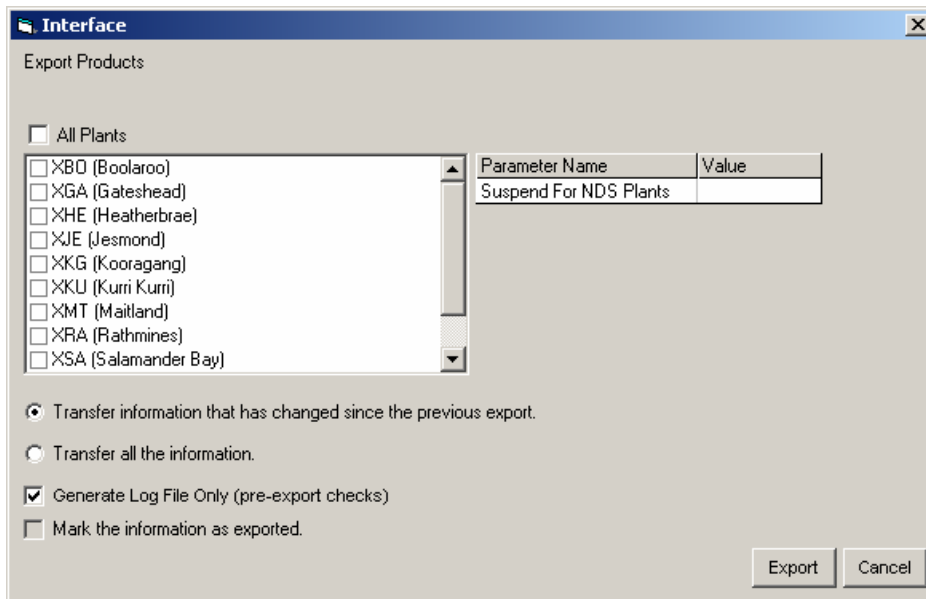 Interface
Export Products
All Plants
XBO (Boolaroo)
XGA (Gateshead)
XHE (Heatherbrae)
XJE (Jesmond)
XKG (Kooragang)
XKU (Kurri Kurri)
XMT (Maitland)
XRA (Rathmines)
XSA (Salamander Bay)
Parameter Name Value
Suspend For NDS Plants
Transfer information that has changed since the previous export.
Transfer all the information.
Generate Log File Only (pre-export checks)
Mark the information as exported.
Export Cancel